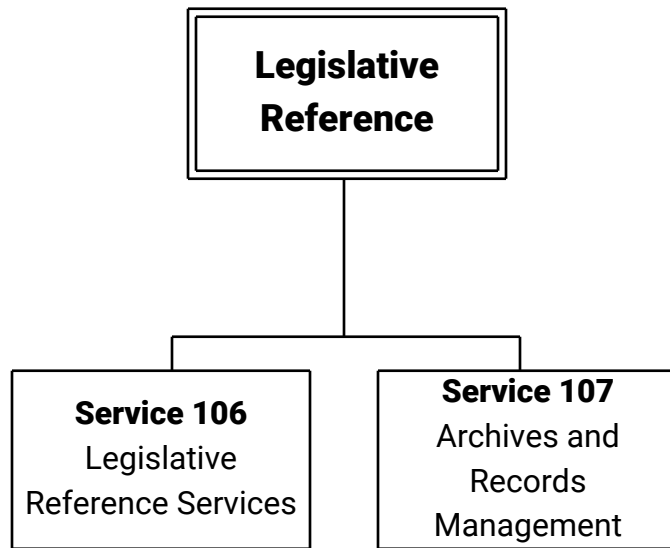 Legislative
Reference
Service 106
Legislative
Reference Services
Service 107
Archives and
Records
Management